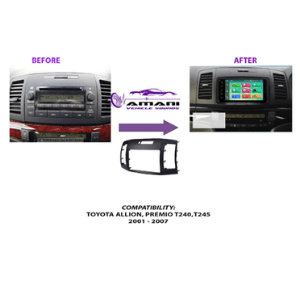 BEFORE
AFTER
AMANI
COMPATIBILITY:
TOYOTA ALLION, PREMIO T240,T245
2001 - 2007